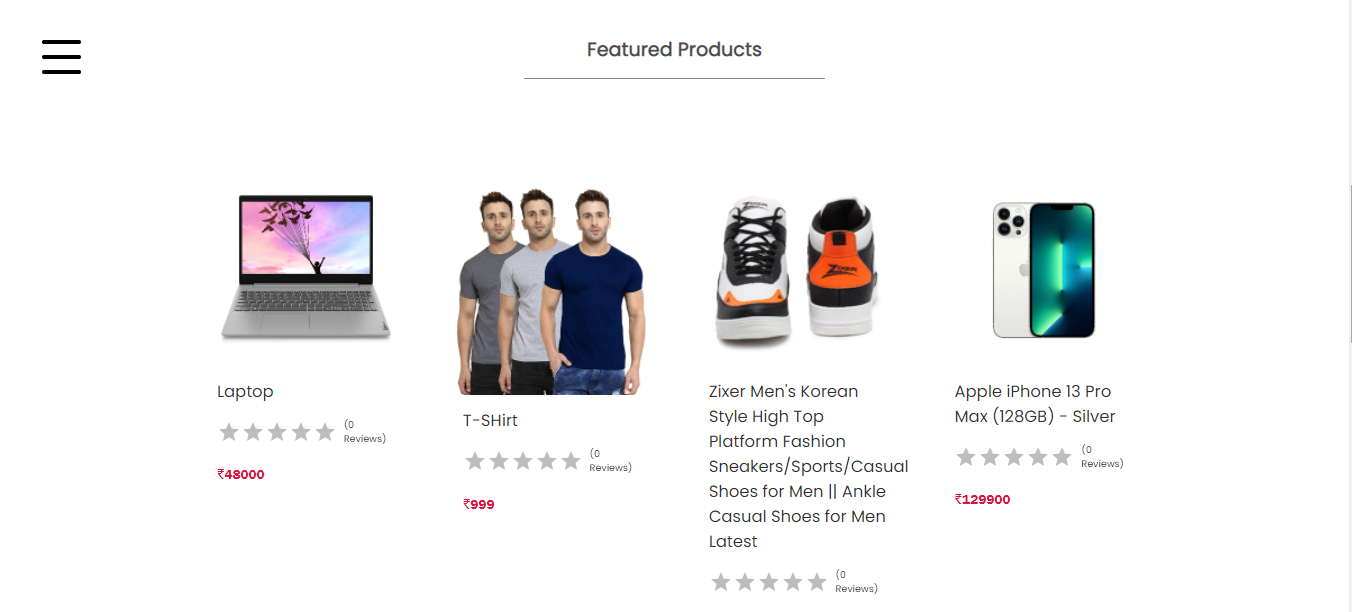 Featured Products
ZIXER
ZIXER
Laptop
(0
Reviews)
₹48000
T-SHirt
(0
Reviews)
₹999
Zixer Men's Korean
Style High Top
Platform Fashion
Sneakers/Sports/Casual
Shoes for Men || Ankle
Casual Shoes for Men
Latest
(0
Reviews)
Apple iPhone 13 Pro
Max (128GB) - Silver
(0
Reviews)
₹129900